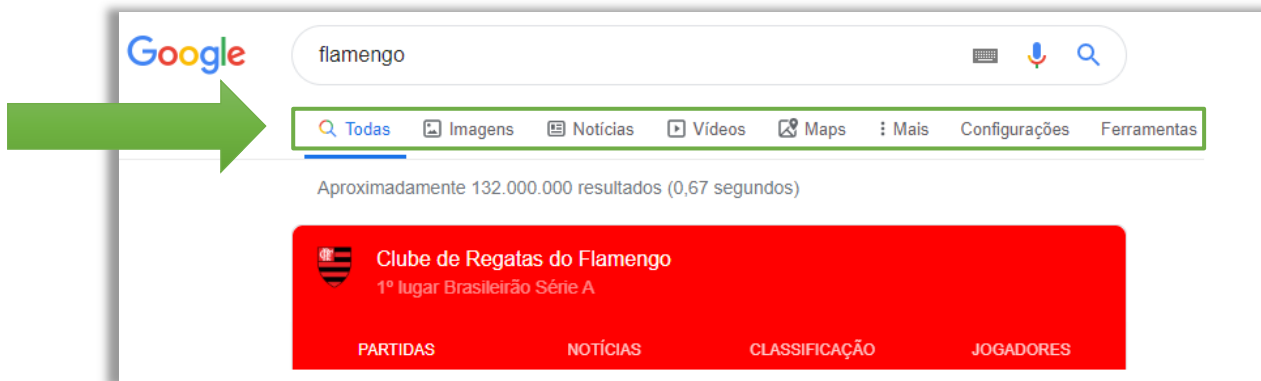 Google flamengo
Todas Imagens Notícias Vídeos Maps Mais Configurações Ferramentas
Aproximadamente 132.000.000 resultados (0,67 segundos)
Clube de Regatas do Flamengo
1º lugar Brasileirão Série A
PARTIDAS NOTÍCIAS CLASSIFICAÇÃO JOGADORES